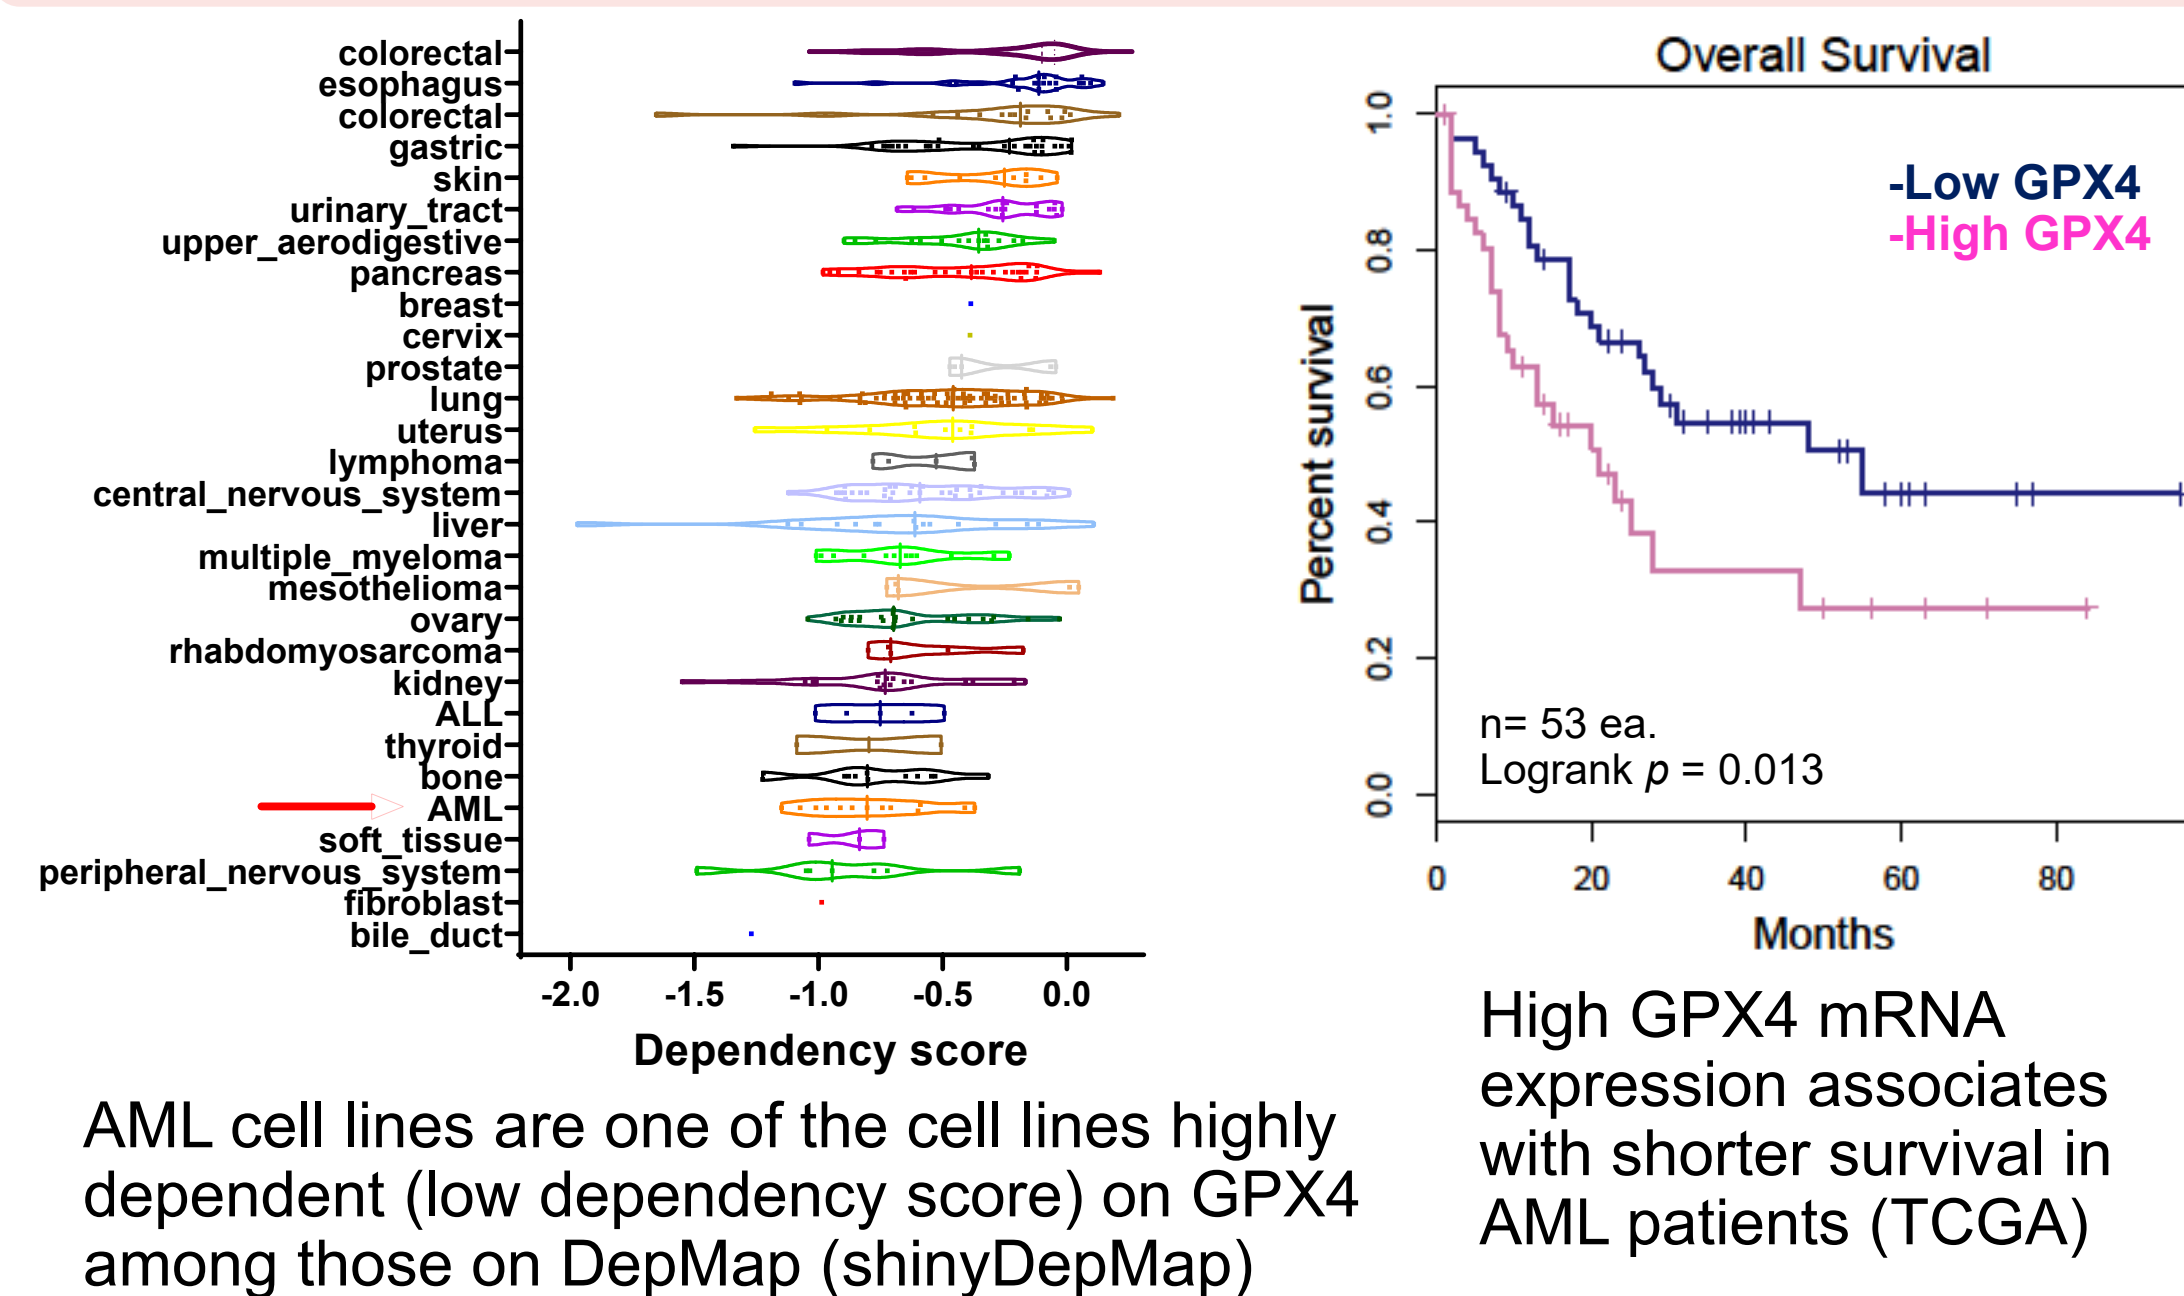 colorectal
esophagus
colorectal
gastric
skin
urinary_tract
upper_aerodigestive
pancreas
breast
cervix
prostate
lung
uterus
lymphoma
central_nervous_system
liver
multiple_myeloma
mesothelioma
ovary
rhabdomyosarcoma
kidney
ALL
thyroid
bone
AML
soft_tissue
peripheral_nervous_system
fibroblast
bile_duct
-2.0 -1.5 -1.0 -0.5 0.0
Dependency score
AML cell lines are one of the cell lines highly
dependent (low dependency score) on GPX4
among those on DepMap (shinyDepMap)
Overall Survival
-Low GPX4
-High GPX4
Percent survival
1.0
0.8
0.6
0.4
0.2
0.0
n= 53 ea.
Logrank p = 0.013
0 20 40 60 80
Months
High GPX4 mRNA
expression associates
with shorter survival in
AML patients (TCGA)